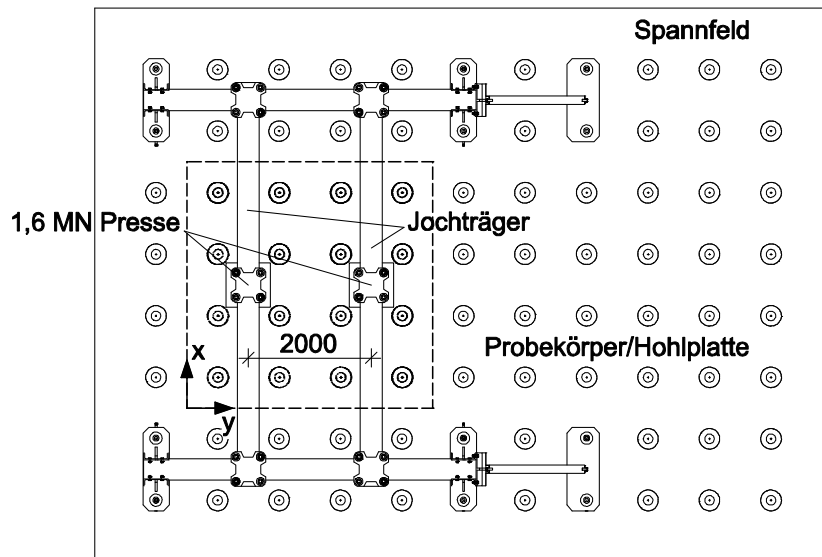 Spannfeld
1,6 MN Presse
Jochträger
2000
Probekörper/Hohlplatte
x
y